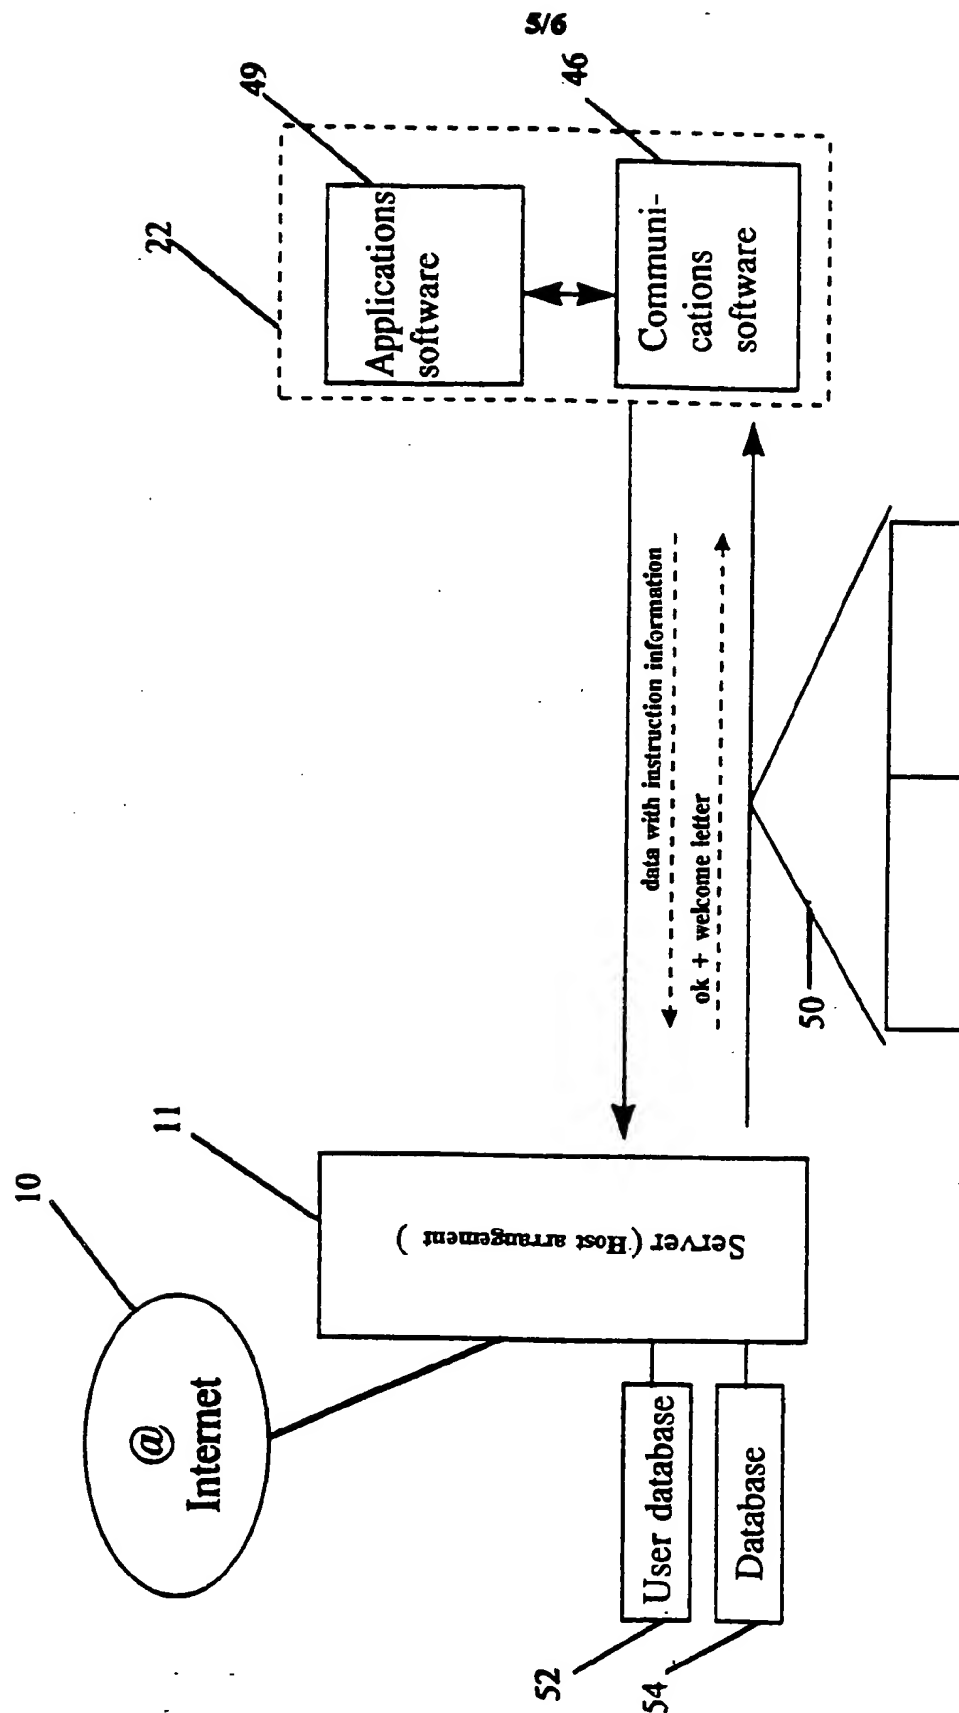 5/6
10
@
Internet
11
Server (Host arrangement)
52
User database
54
Database
22
49
Applications
software
46
Communi-
cations
software
data with instruction information
ok + welcome letter
50